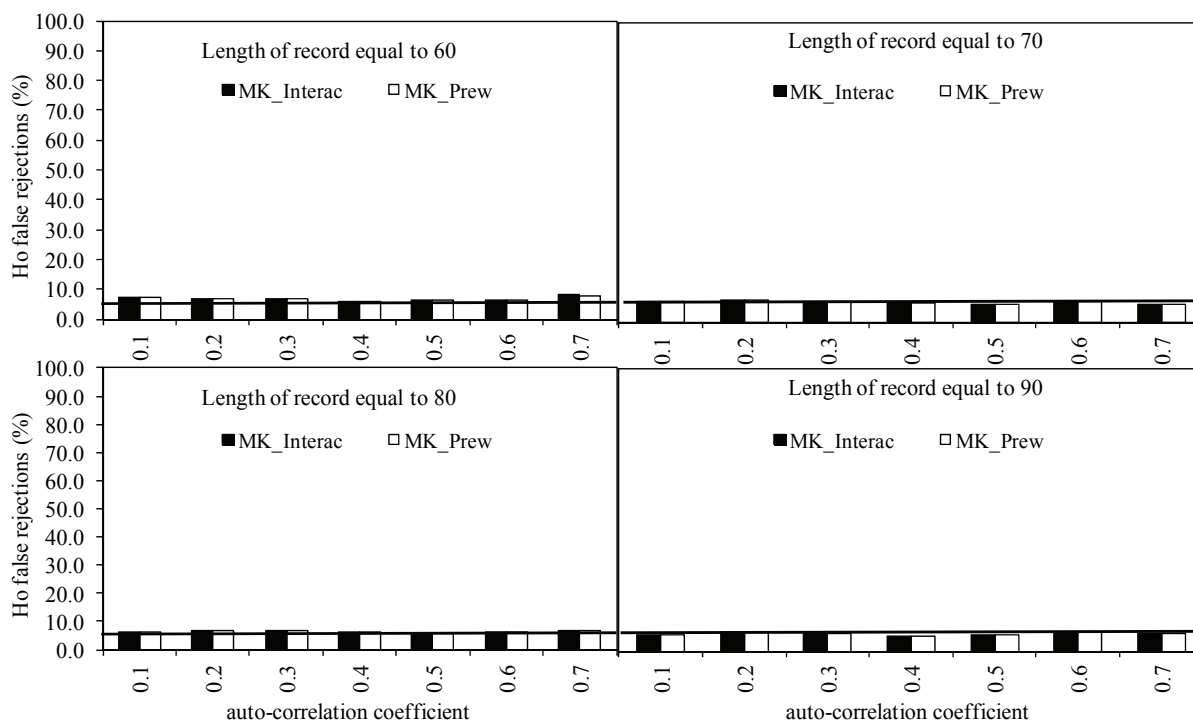 Ho false rejections (%)
100.0
90.0
80.0
70.0
60.0
50.0
40.0
30.0
20.0
10.0
0.0
Length of record equal to 60
MK_Interac MK_Prew
0.1 0.2 0.3 0.4 0.5 0.6 0.7
Length of record equal to 70
MK_Interac MK_Prew
0.1 0.2 0.3 0.4 0.5 0.6 0.7
Ho false rejections (%)
100.0
90.0
80.0
70.0
60.0
50.0
40.0
30.0
20.0
10.0
0.0
Length of record equal to 80
MK_Interac MK_Prew
0.1 0.2 0.3 0.4 0.5 0.6 0.7
auto-correlation coefficient
Length of record equal to 90
MK_Interac MK_Prew
0.1 0.2 0.3 0.4 0.5 0.6 0.7
auto-correlation coefficient